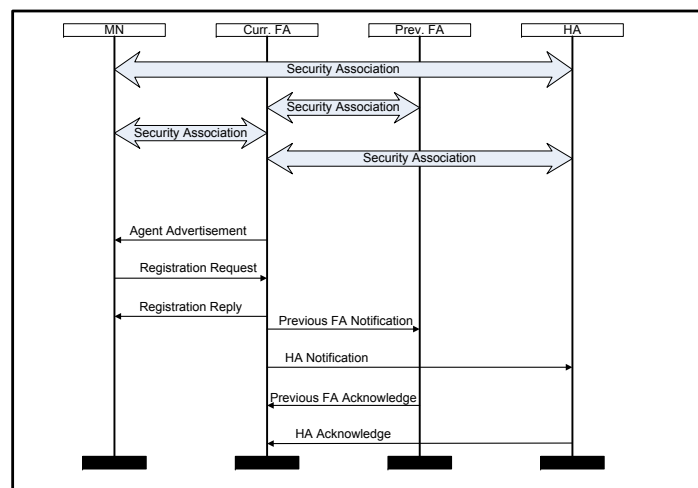 MN
Curr. FA
Prev. FA
HA
Security Association
Security Association
Security Association
Security Association
Agent Advertisement
Registration Request
Registration Reply
Previous FA Notification
HA Notification
Previous FA Acknowledge
HA Acknowledge